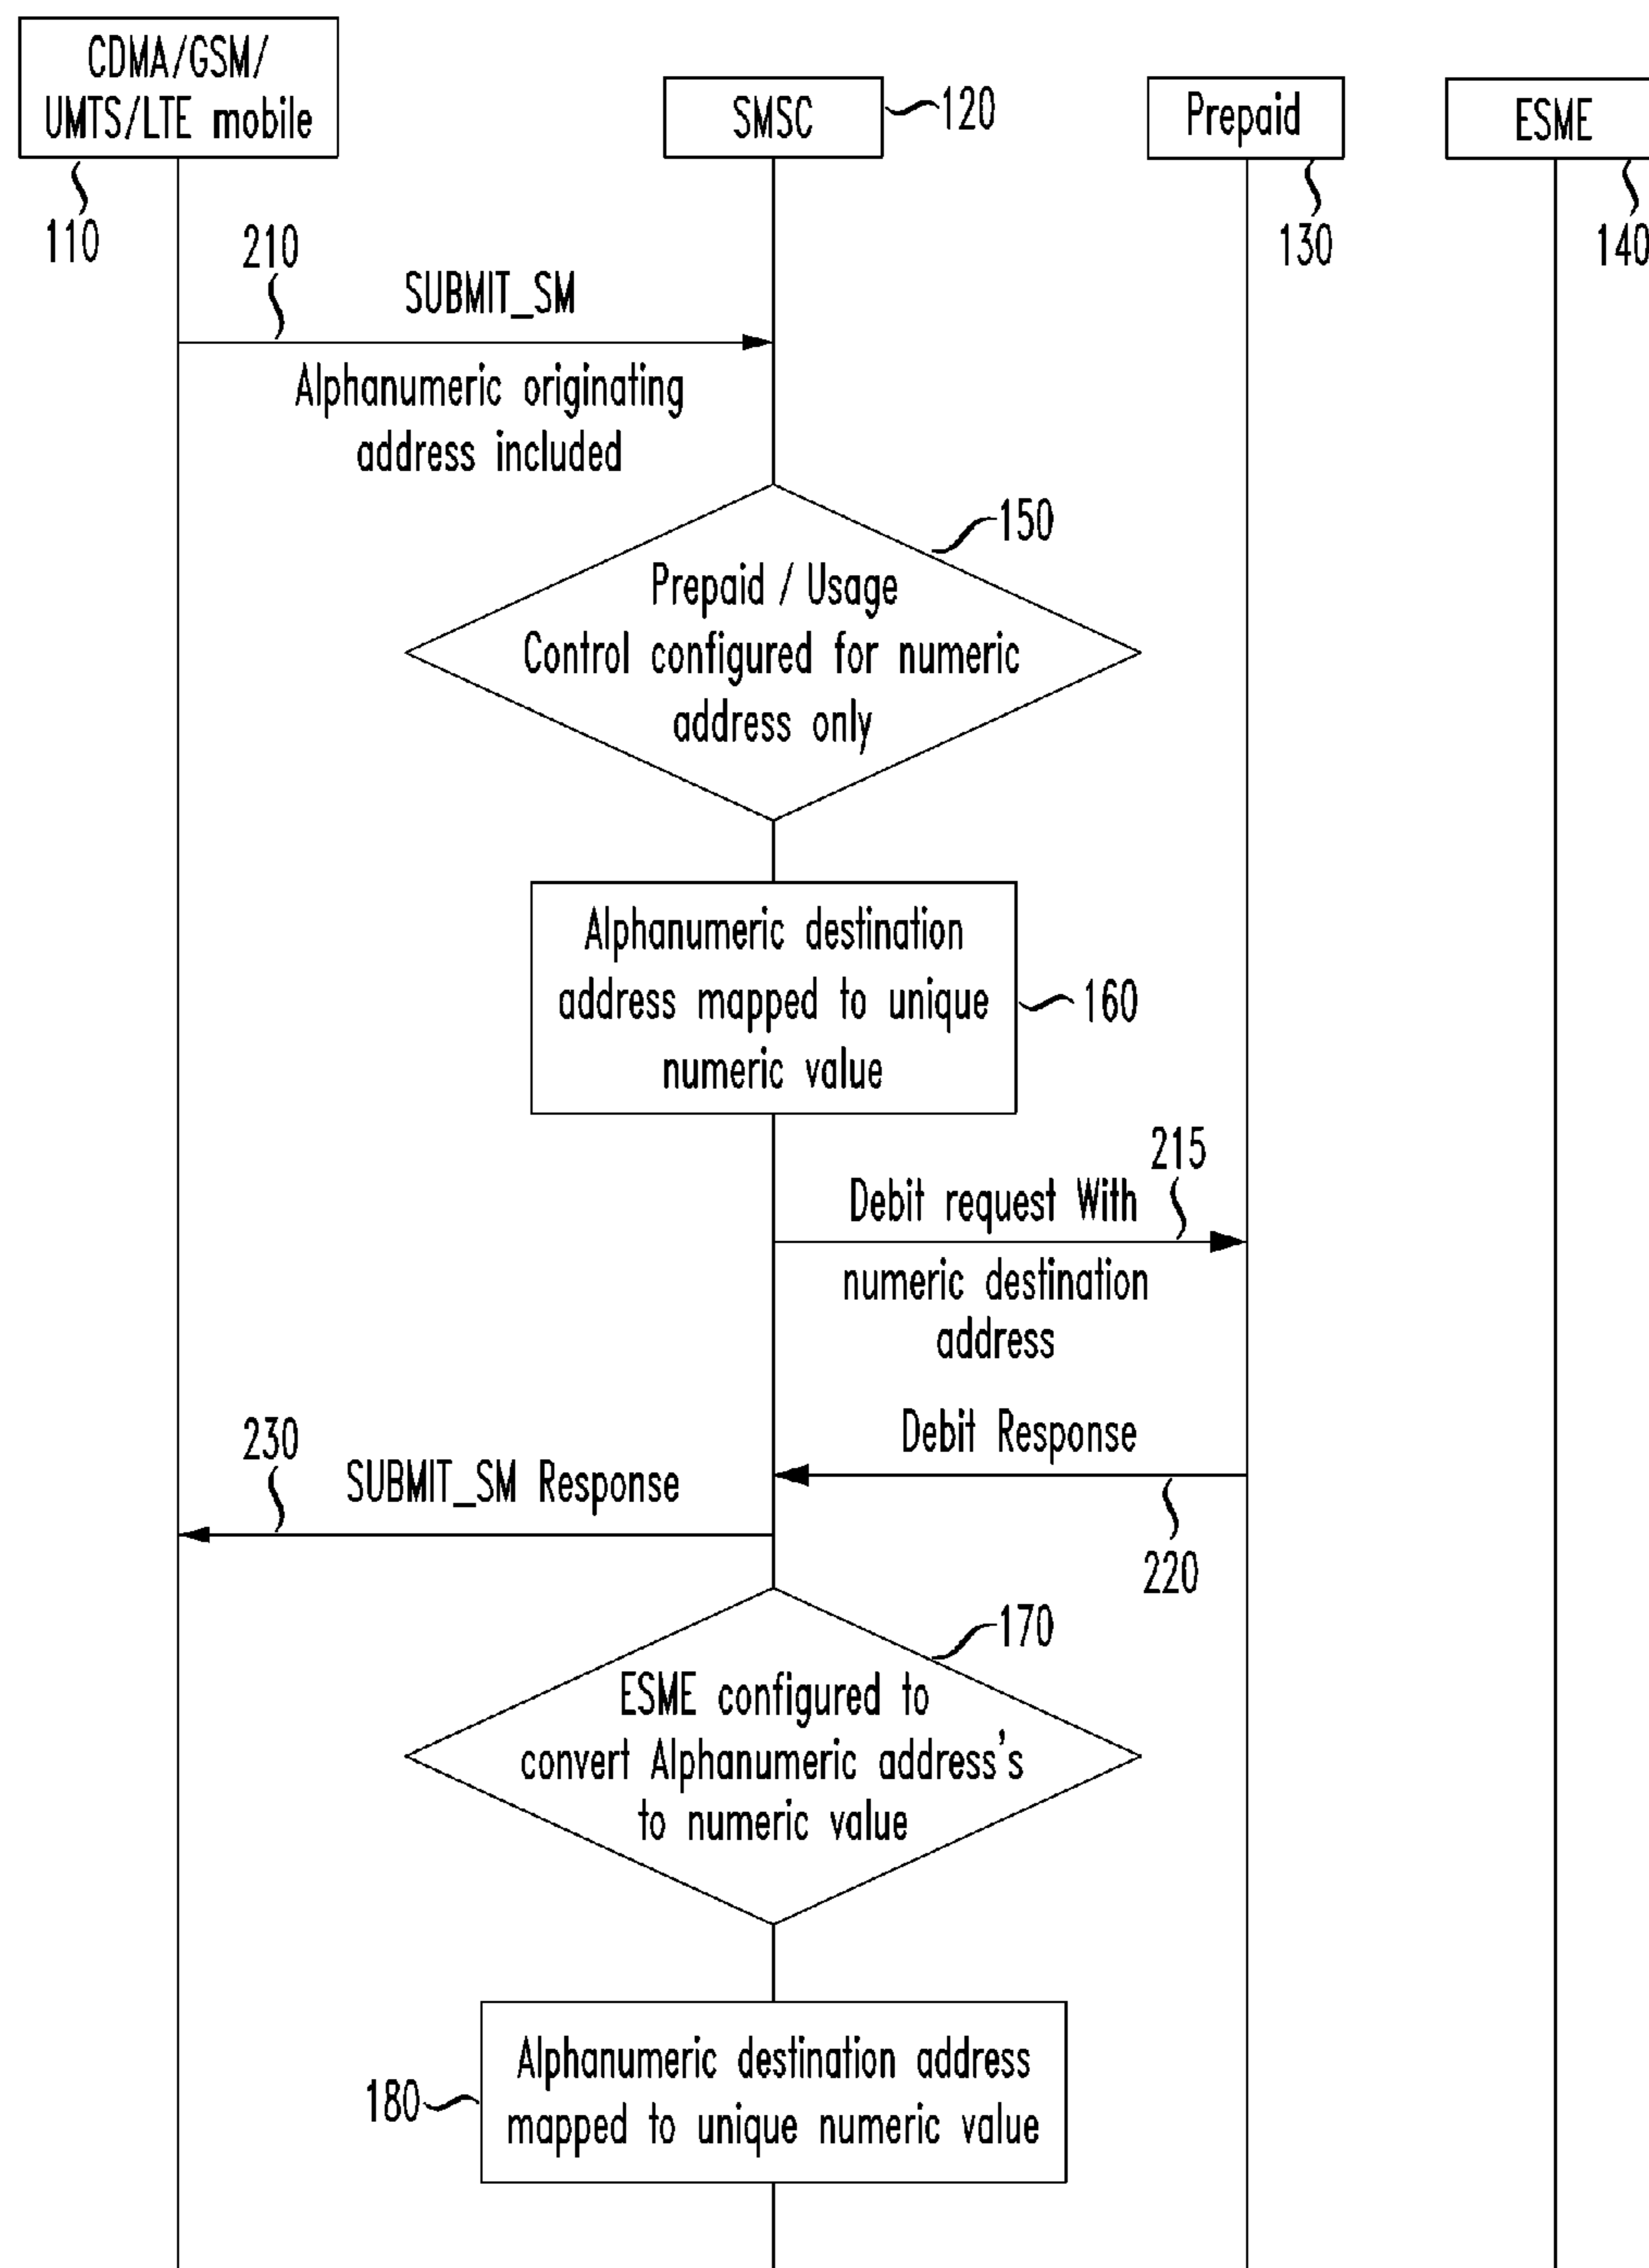 CDMA/GSM/
UMTS/LTE mobile
SMSC
120
Prepaid
ESME
110
130
140
210
SUBMIT_SM
Alphanumeric originating
address included
150
Prepaid / Usage
Control configured for numeric
address only
Alphanumeric destination
address mapped to unique
numeric value
160
215
Debit request With
numeric destination
address
Debit Response
230
SUBMIT_SM Response
220
170
ESME configured to
convert Alphanumeric address's
to numeric value
180
Alphanumeric destination address
mapped to unique numeric value